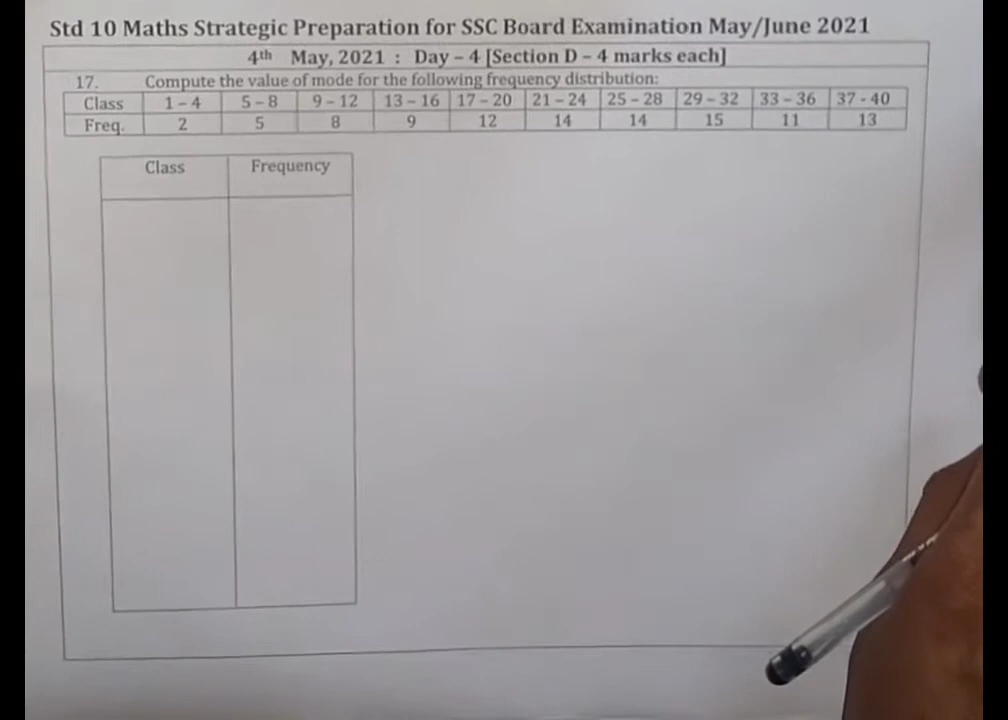 Std 10 Maths Strategic Preparation for SSC Board Examination May/June 2021
4th May, 2021 : Day – 4 [Section D – 4 marks each]
17. Compute the value of mode for the following frequency distribution:
Class 1 – 4 5 – 8 9 – 12 13 – 16 17 – 20 21 – 24 25 – 28 29 – 32 33 – 36 37 - 40
Freq. 2 5 8 9 12 14 14 15 11 13
Class Frequency